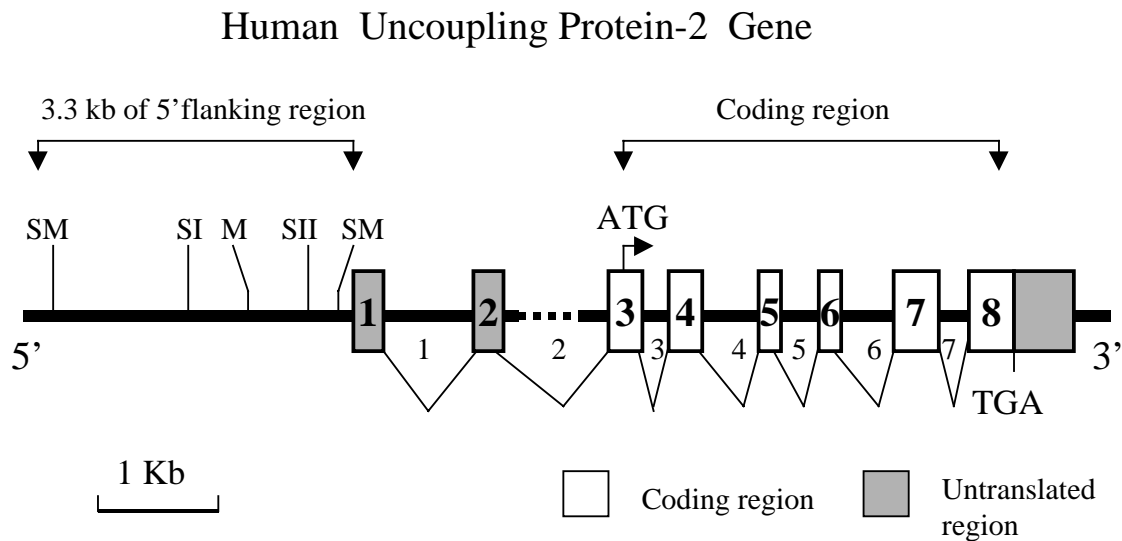 Human Uncoupling Protein-2 Gene
3.3 kb of 5’flanking region
Coding region
SM SI M SII SM
ATG
1 2 3 4 5 6 7 8
5’ 1 2 3 4 5 6 7 3’
TGA
1 Kb
Coding region
Untranslated
region